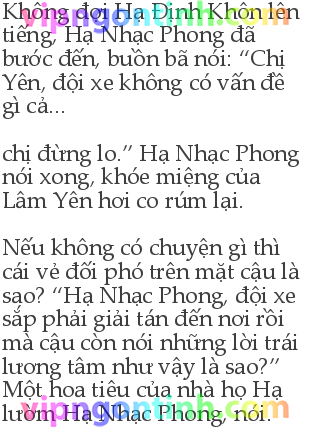 Không đợi Hạ Đình Khôn lên
tiếng, Hạ Nhạc Phong đã
vipngontinh.com
bước đến, buồn bã nói: “Chị
Yên, đội xe không có vấn đề
gì cả...
chị đừng lo.” Hạ Nhạc Phong
nói xong, khóe miệng của
Lâm Yên hơi co rúm lại.
Nếu không có chuyện gì thì
cái vẻ đối phó trên mặt cậu là
sao? “Hạ Nhạc Phong, đội xe
sắp phải giải tán đến nơi rồi
mà cậu còn nói những lời trái
lương tâm như vậy là sao?”
Một hoa tiêu của nhà họ Hạ
lườm Hạ Nhạc Phong, nói.
vipngontinh.com